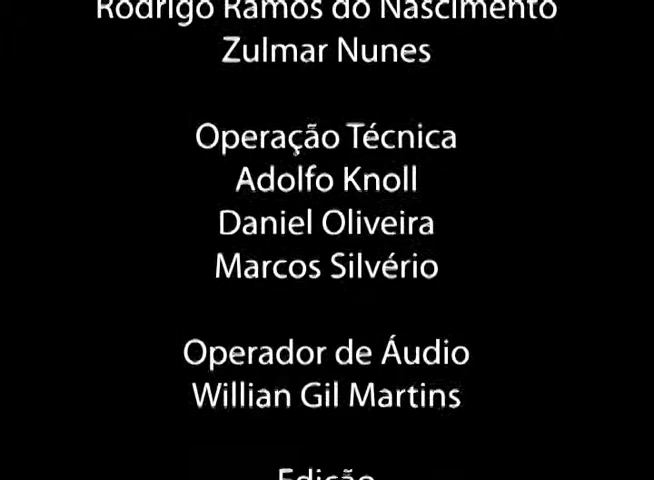 Rodrigo Ramos do Nascimento
Zulmar Nunes
Operação Técnica
Adolfo Knoll
Daniel Oliveira
Marcos Silvério
Operador de Áudio
Willian Gil Martins
Edição